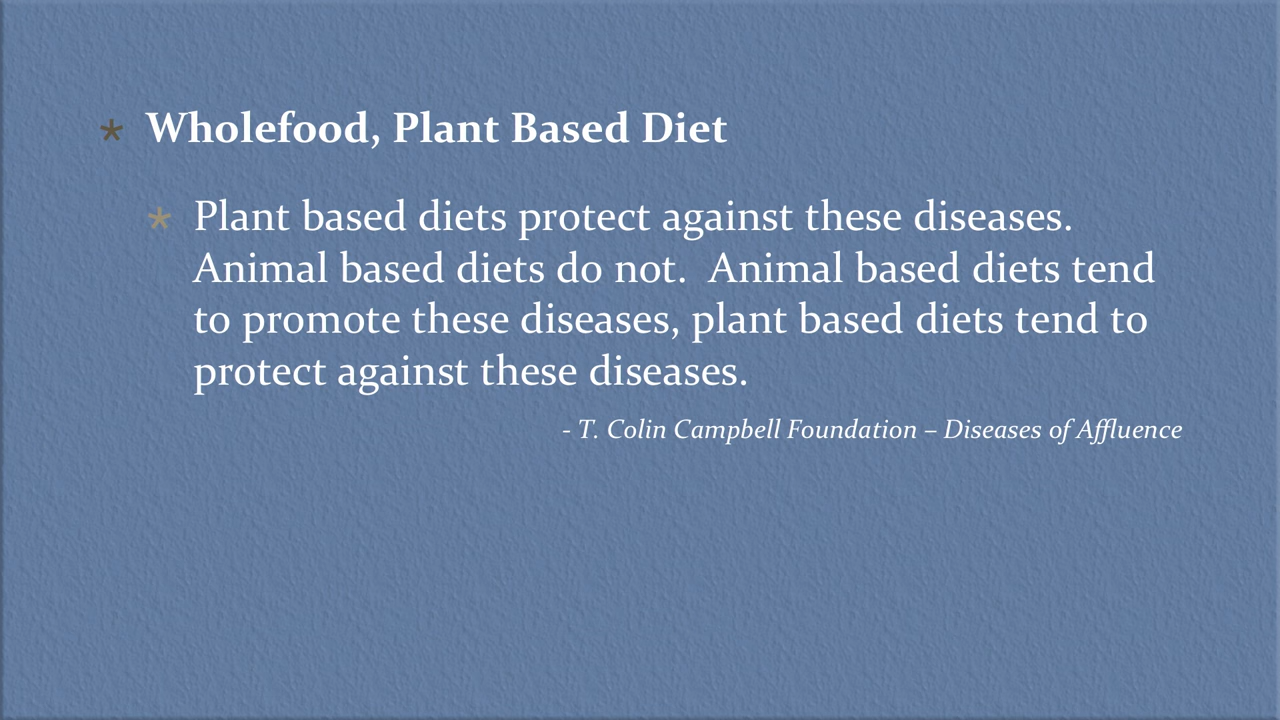 * Wholefood, Plant Based Diet
* Plant based diets protect against these diseases.
Animal based diets do not.  Animal based diets tend
to promote these diseases, plant based diets tend to
protect against these diseases.
- T. Colin Campbell Foundation – Diseases of Affluence